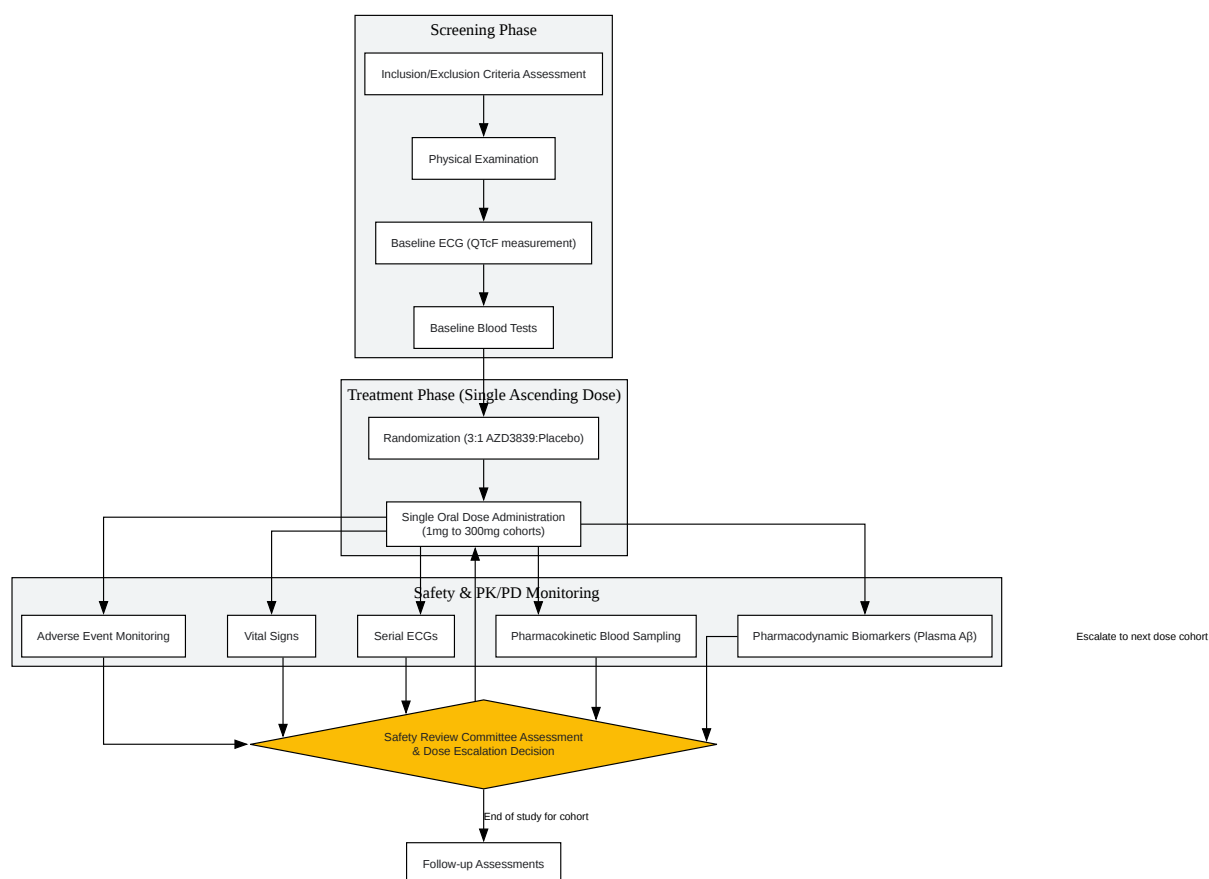 Screening Phase
Inclusion/Exclusion Criteria Assessment
Physical Examination
Baseline ECG (QTcF measurement)
Baseline Blood Tests
Treatment Phase (Single Ascending Dose)
Randomization (3:1 AZD3839:Placebo)
Single Oral Dose Administration
(1mg to 300mg cohorts)
Safety & PK/PD Monitoring
Adverse Event Monitoring
Vital Signs
Serial ECGs
Pharmacokinetic Blood Sampling
Pharmacodynamic Biomarkers (Plasma Aβ)
Escalate to next dose cohort
Safety Review Committee Assessment
& Dose Escalation Decision
End of study for cohort
Follow-up Assessments